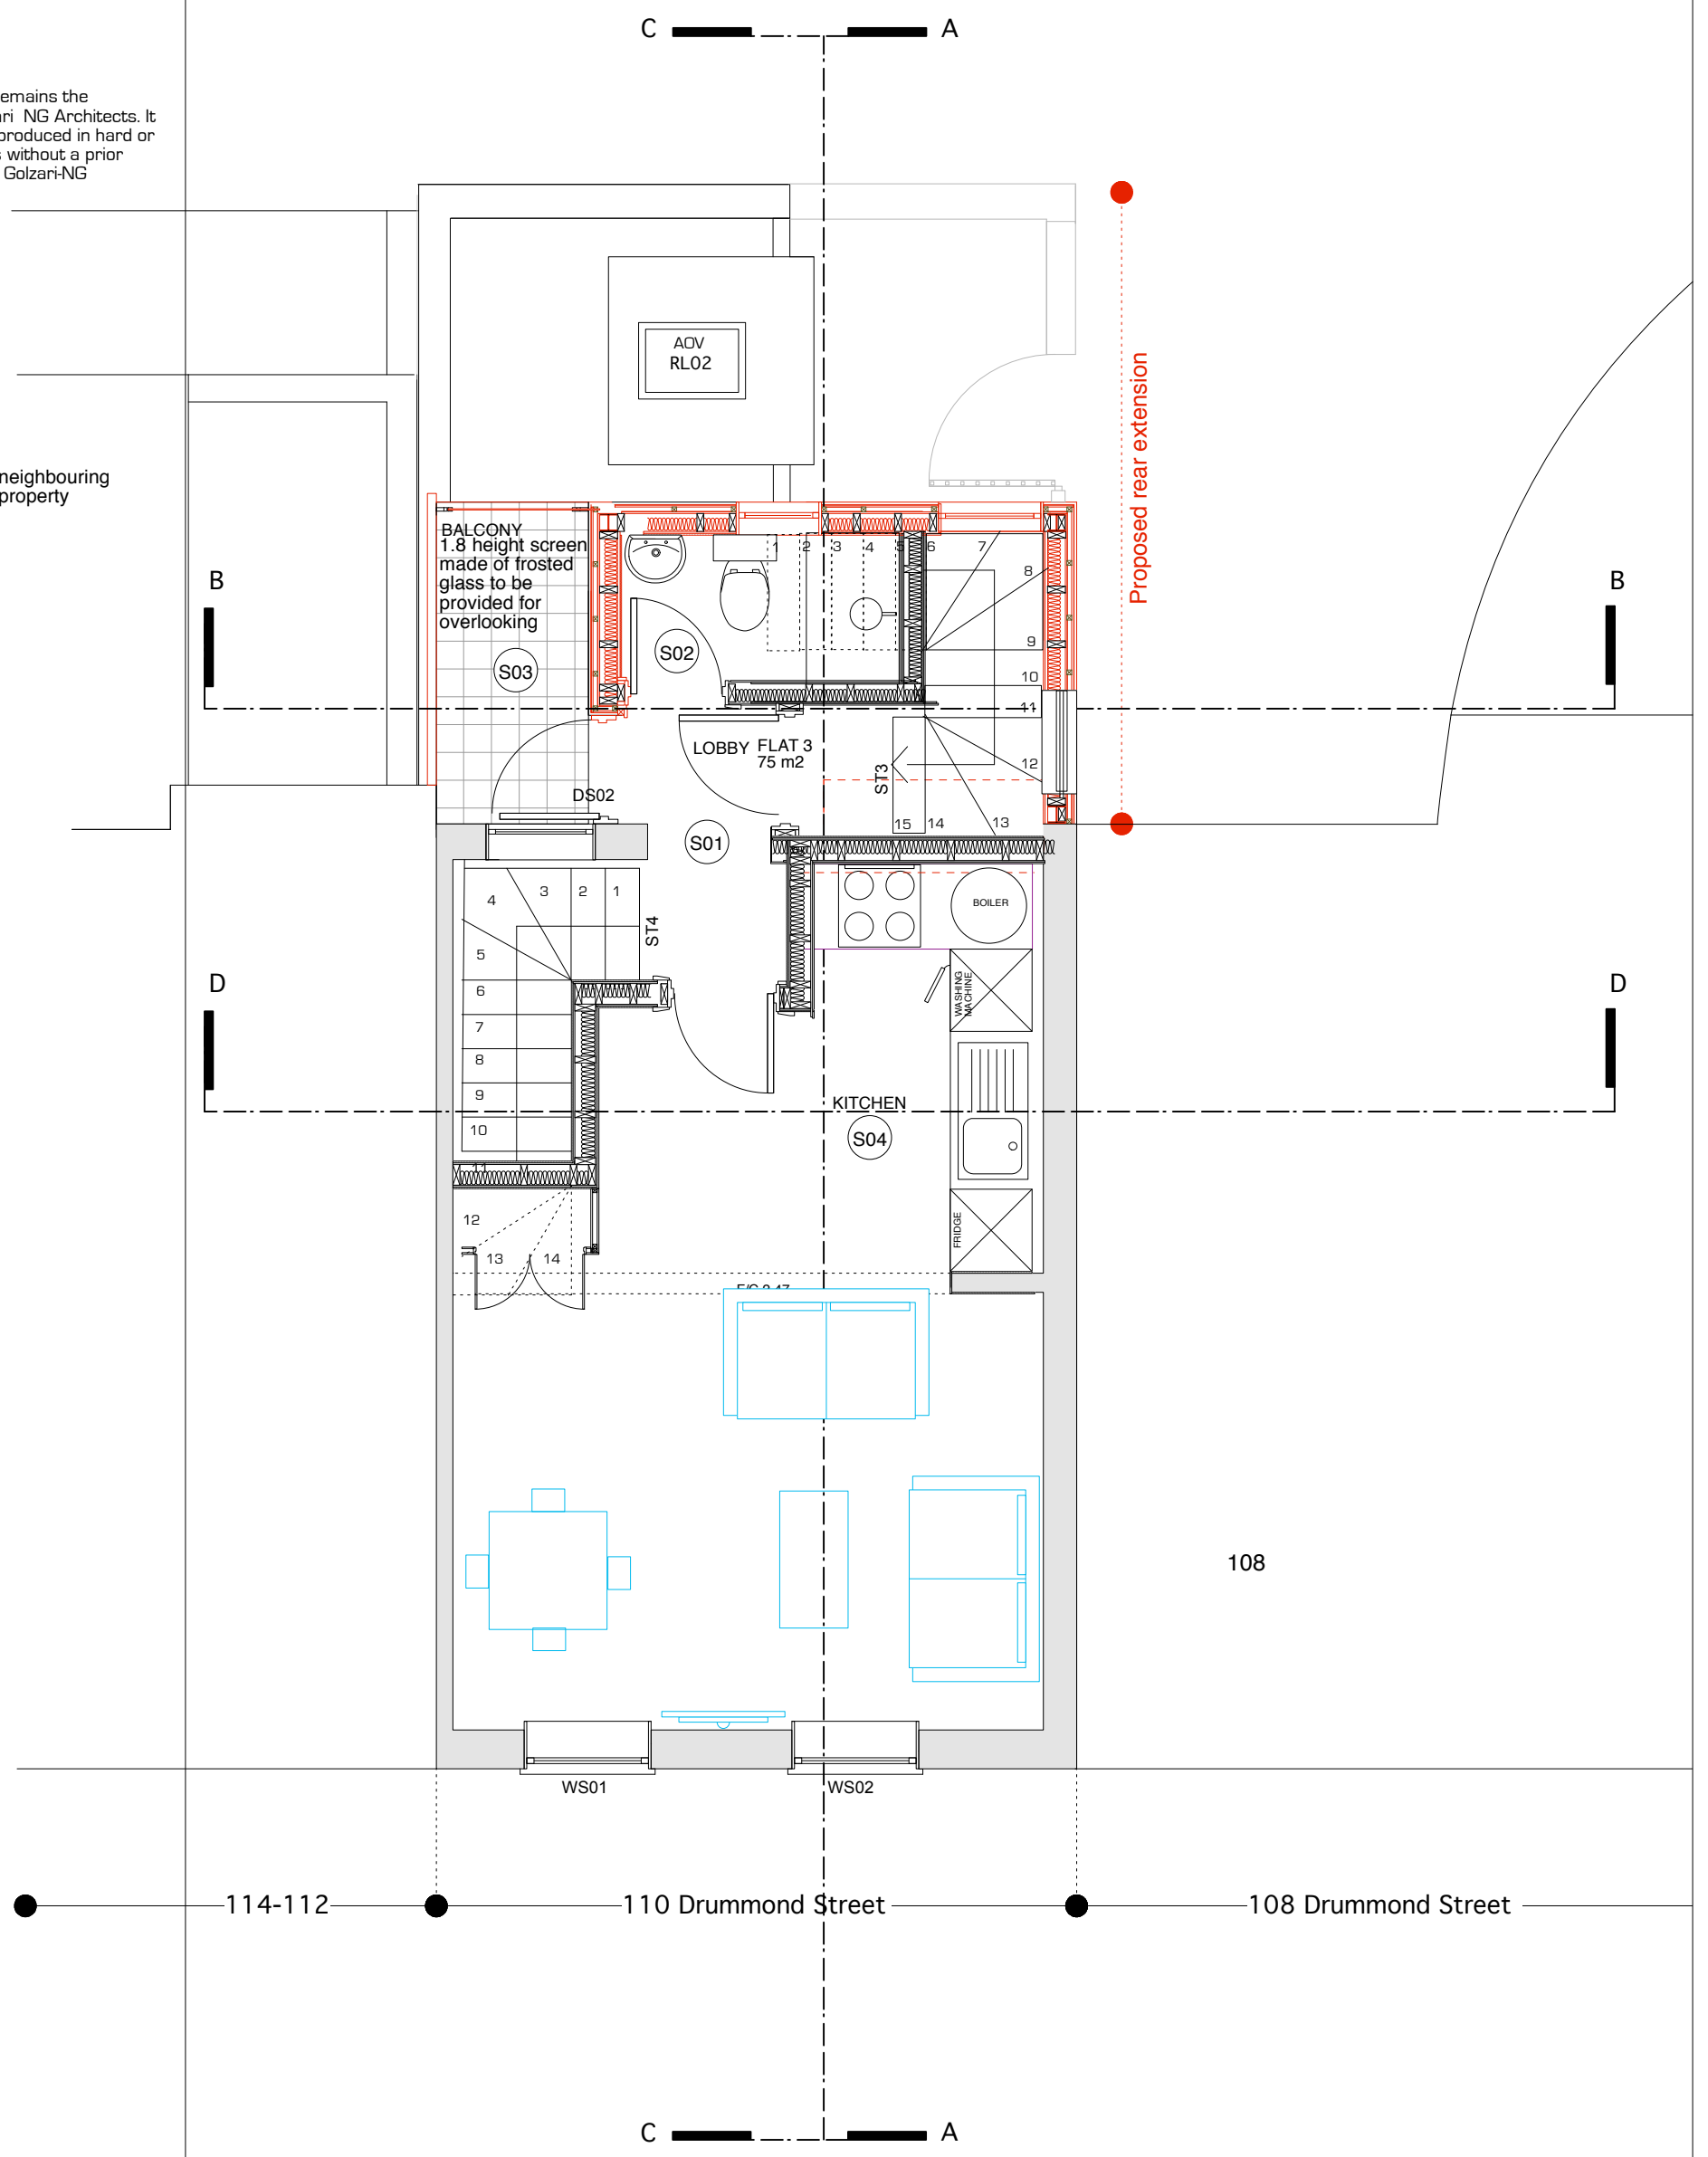 C A
emains the
ri NG Architects. It
produced in hard or
without a prior
Golzari-NG
AOV
RL02
Proposed rear extension
neighbouring
property
BALCONY
1.8 height screen
made of frosted
glass to be
provided for
overlooking
1 2 3 4 5 6 7
8
9
10
11
12
13
14
15
B B
S02
S03
LOBBY FLAT 3
75 m2
ST3
DS02
S01
ST4
1
2
3
4
5
6
7
8
9
10
11
12
13 14
BOILER
WASHING
MACHINE
D D
KITCHEN
S04
FRIDGE
108
WS01 WS02
114-112 110 Drummond Street 108 Drummond Street
C A